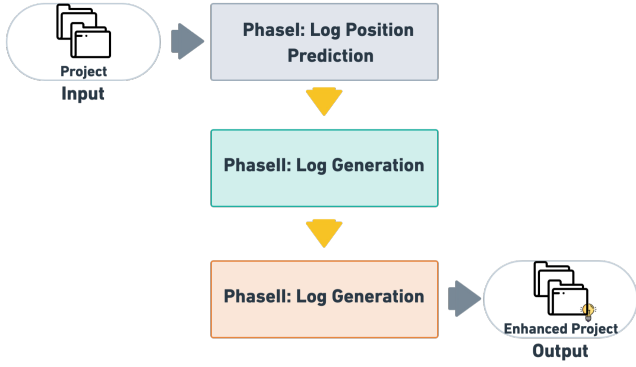 Project
Input
PhaseI: Log Position
Prediction
PhaseII: Log Generation
PhaseII: Log Generation
Enhanced Project
Output